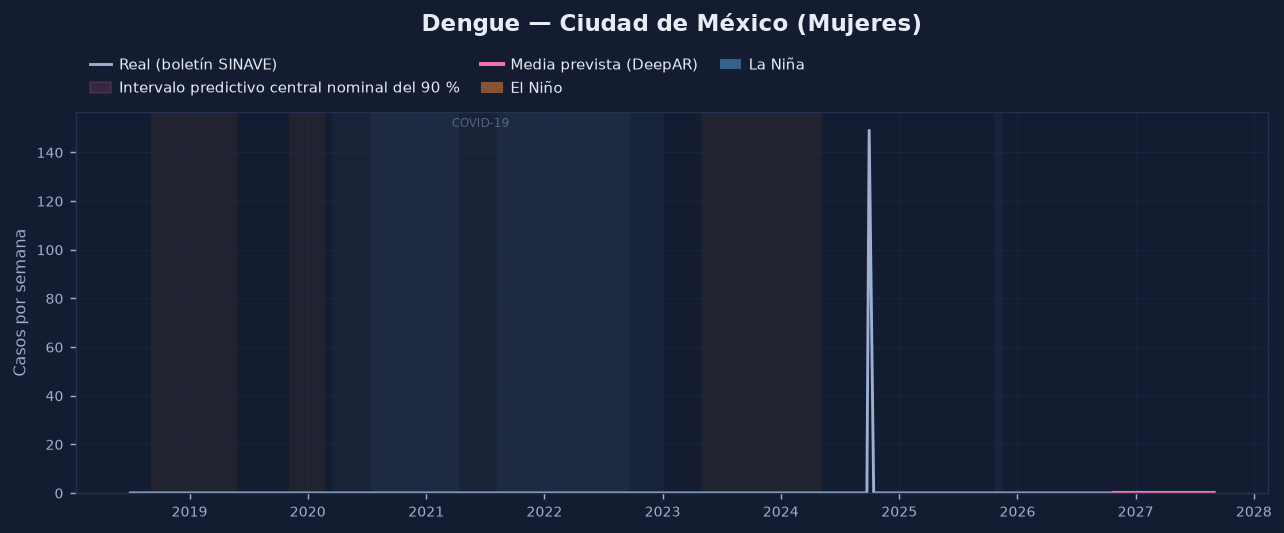 Dengue — Ciudad de México (Mujeres)
Real (boletín SINAVE)
Intervalo predictivo central nominal del 90 %
Media prevista (DeepAR)
El Niño
La Niña
COVID-19
Casos por semana
140
120
100
80
60
40
20
0
2019 2020 2021 2022 2023 2024 2025 2026 2027 2028